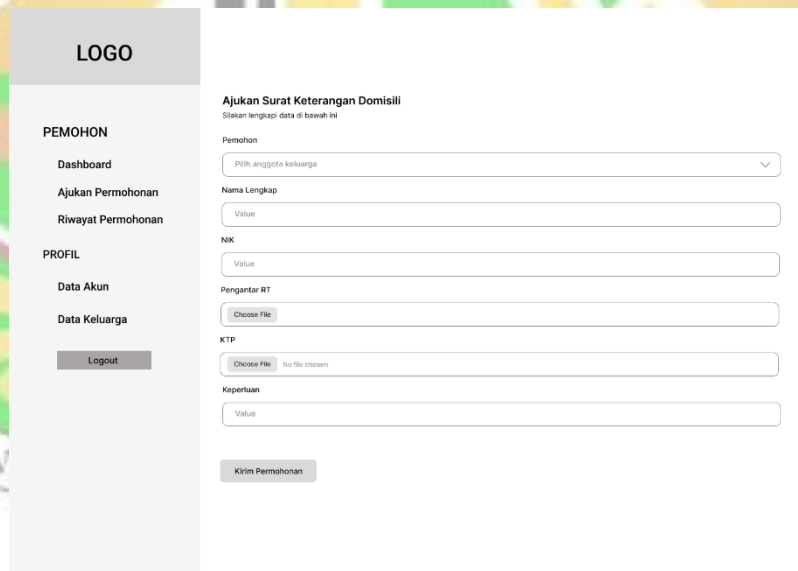 LOGO
PEMOHON
Dashboard
Ajukan Permohonan
Riwayat Permohonan
PROFIL
Data Akun
Data Keluarga
Logout
Ajukan Surat Keterangan Domisili
Silakan lengkapi data di bawah ini
Pemohon
Pilih anggota keluarga
Nama Lengkap
Value
NIK
Value
Pengantar RT
Choose File
KTP
Choose File No file chosen
Keperluan
Value
Kirim Permohonan